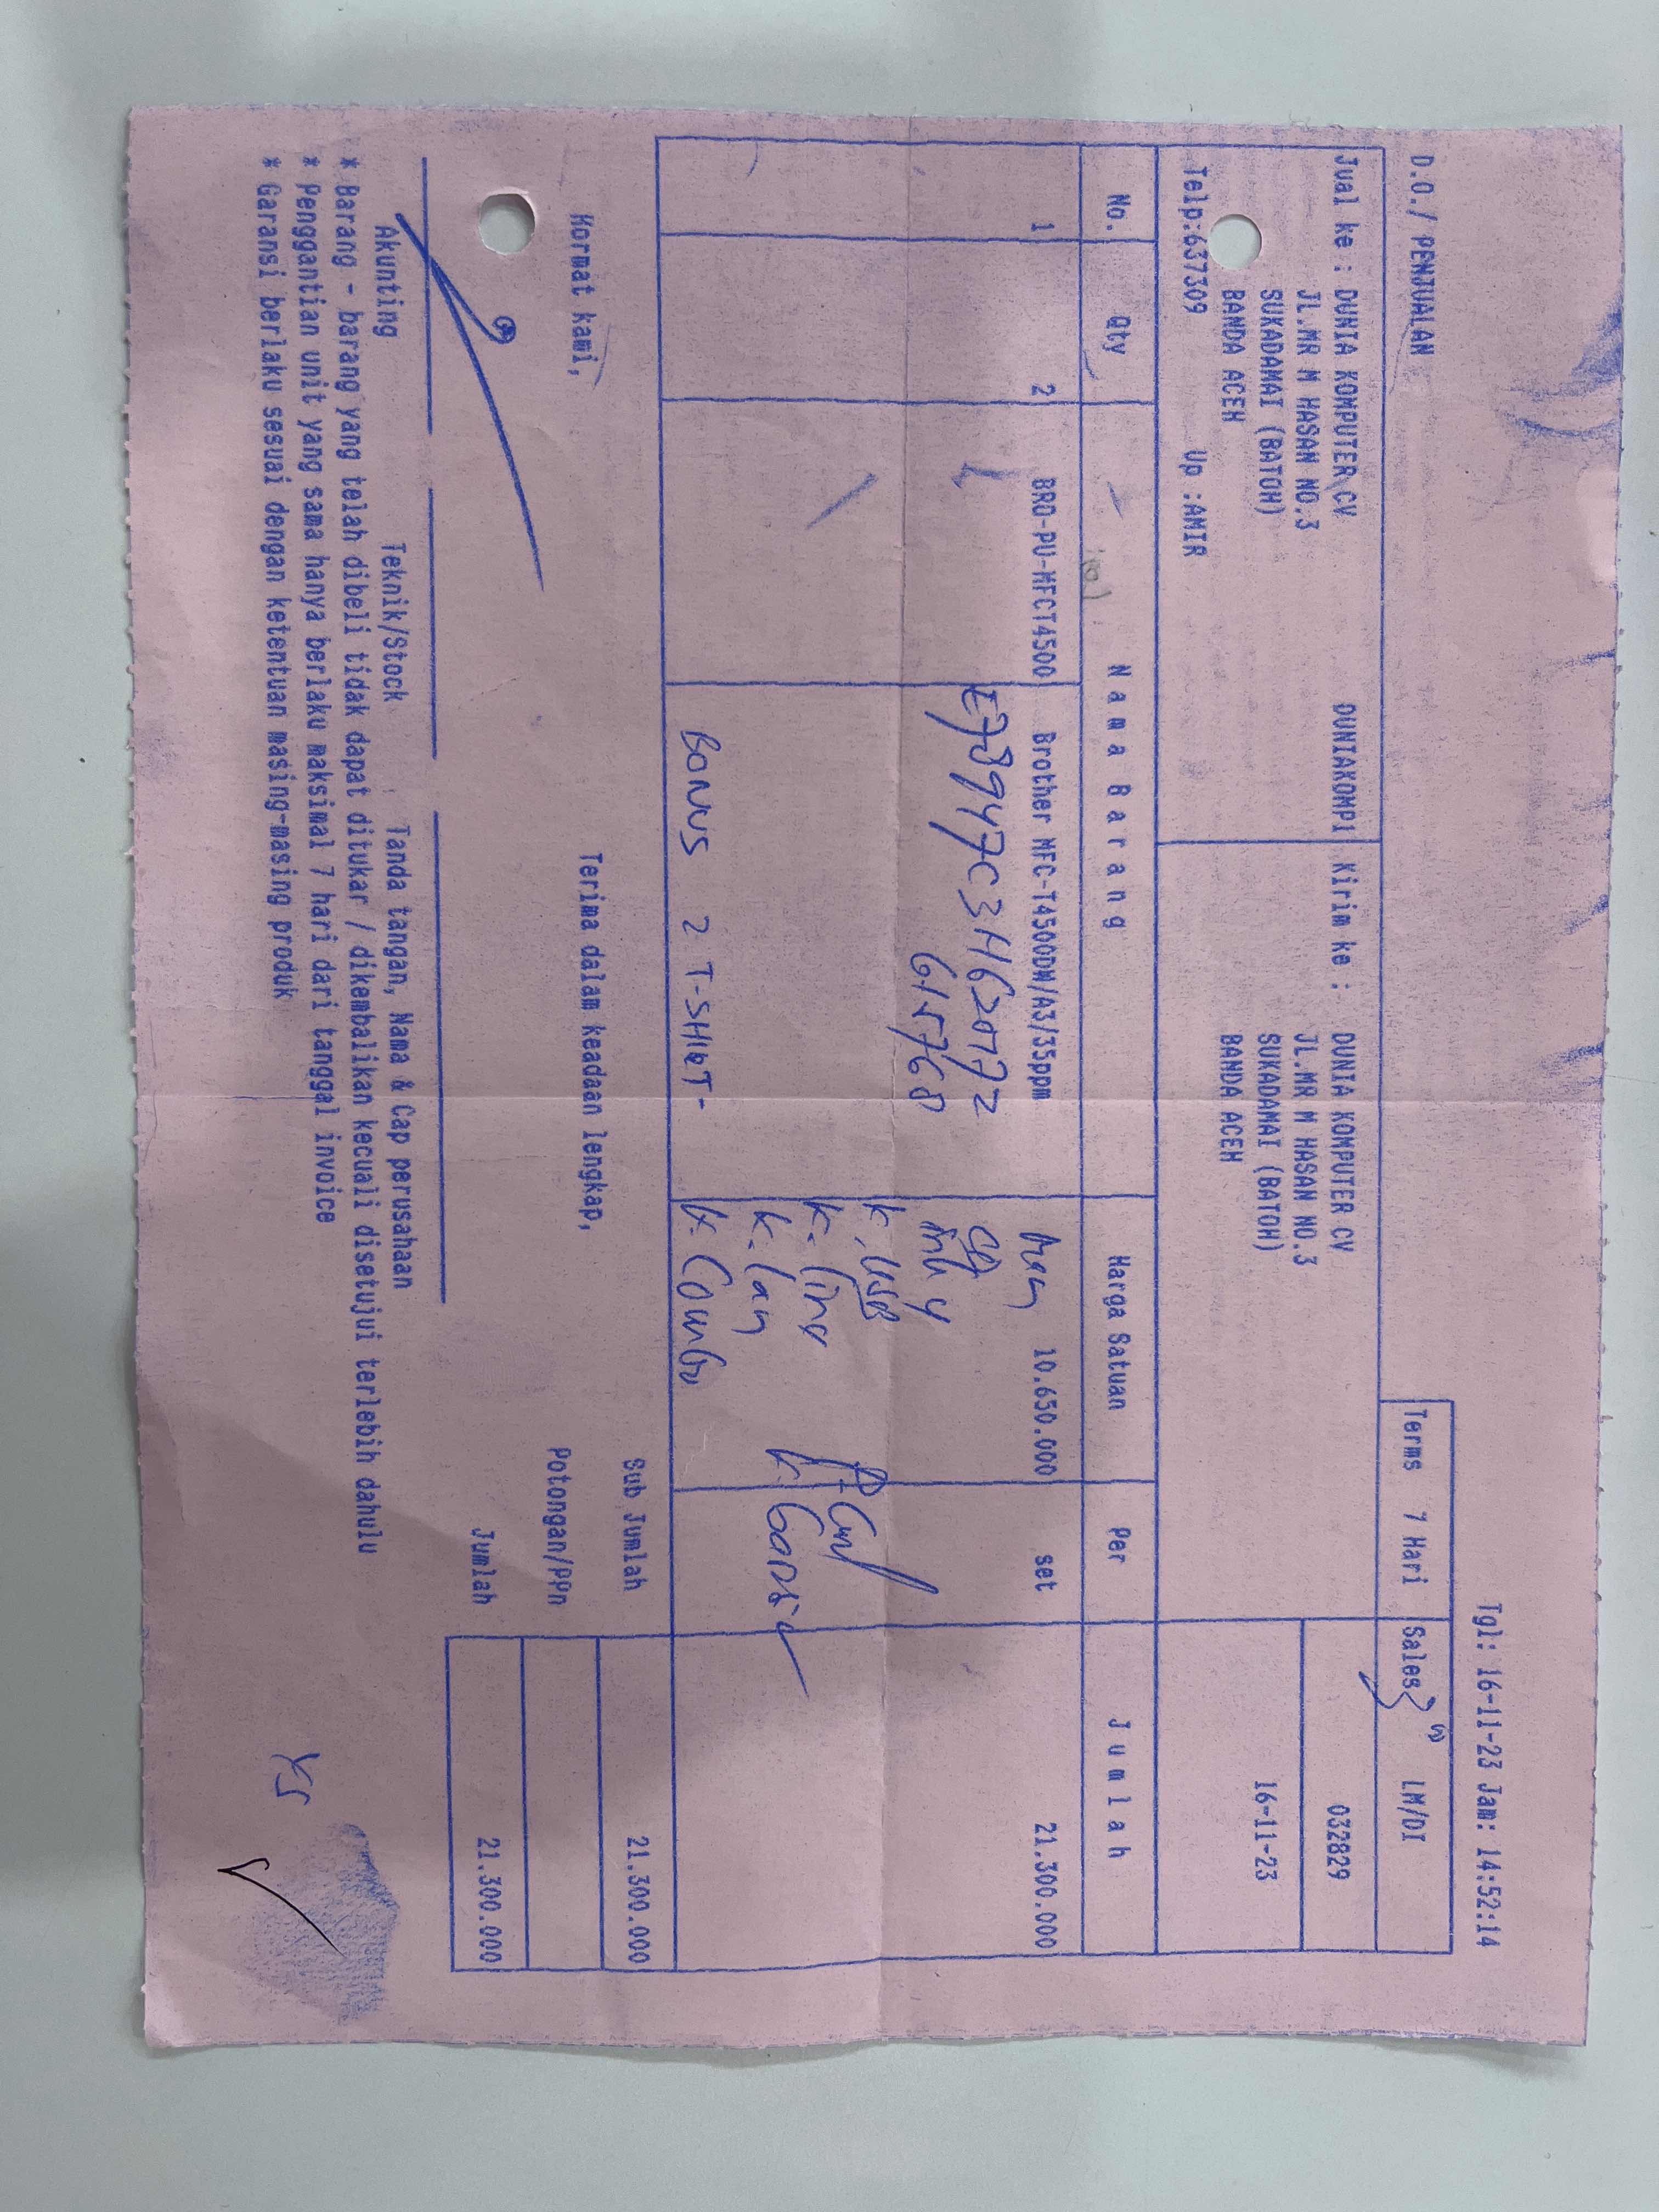 Tgl: 16-11-23 Jam: 14:52:14
D.O./ PENJUALAN
Terms 7 Hari Sales LM/DI
Jual ke : DUNIA KOMPUTER CV DUNIAKOMP1 Kirim ke : DUNIA KOMPUTER CV 032829
JL.MR M HASAN NO.3 JL.MR M HASAN NO.3
SUKADAMAI (BATOH) SUKADAMAI (BATOH) 16-11-23
BANDA ACEH BANDA ACEH
Telp:637309 Up :AMIR
No. Qty Nama Barang Harga Satuan Per Jumlah
1 2 BRO-PU-MFCT4500 Brother MFC-T4500DW/A3/35ppm 10.650.000 set 21.300.000
E78947C3H620772
615768 ink 4
K. USB
K. Line
K. Lan K. Garansi
BONUS 2 T-SHIRT-
Sub Jumlah 21.300.000
Hormat kami, Terima dalam keadaan lengkap,
Potongan/PPn
Jumlah 21.300.000
Akunting Teknik/Stock Tanda tangan, Nama & Cap perusahaan
* Barang - barang yang telah dibeli tidak dapat ditukar / dikembalikan kecuali disetujui terlebih dahulu
* Penggantian unit yang sama hanya berlaku maksimal 7 hari dari tanggal invoice
* Garansi berlaku sesuai dengan ketentuan masing-masing produk